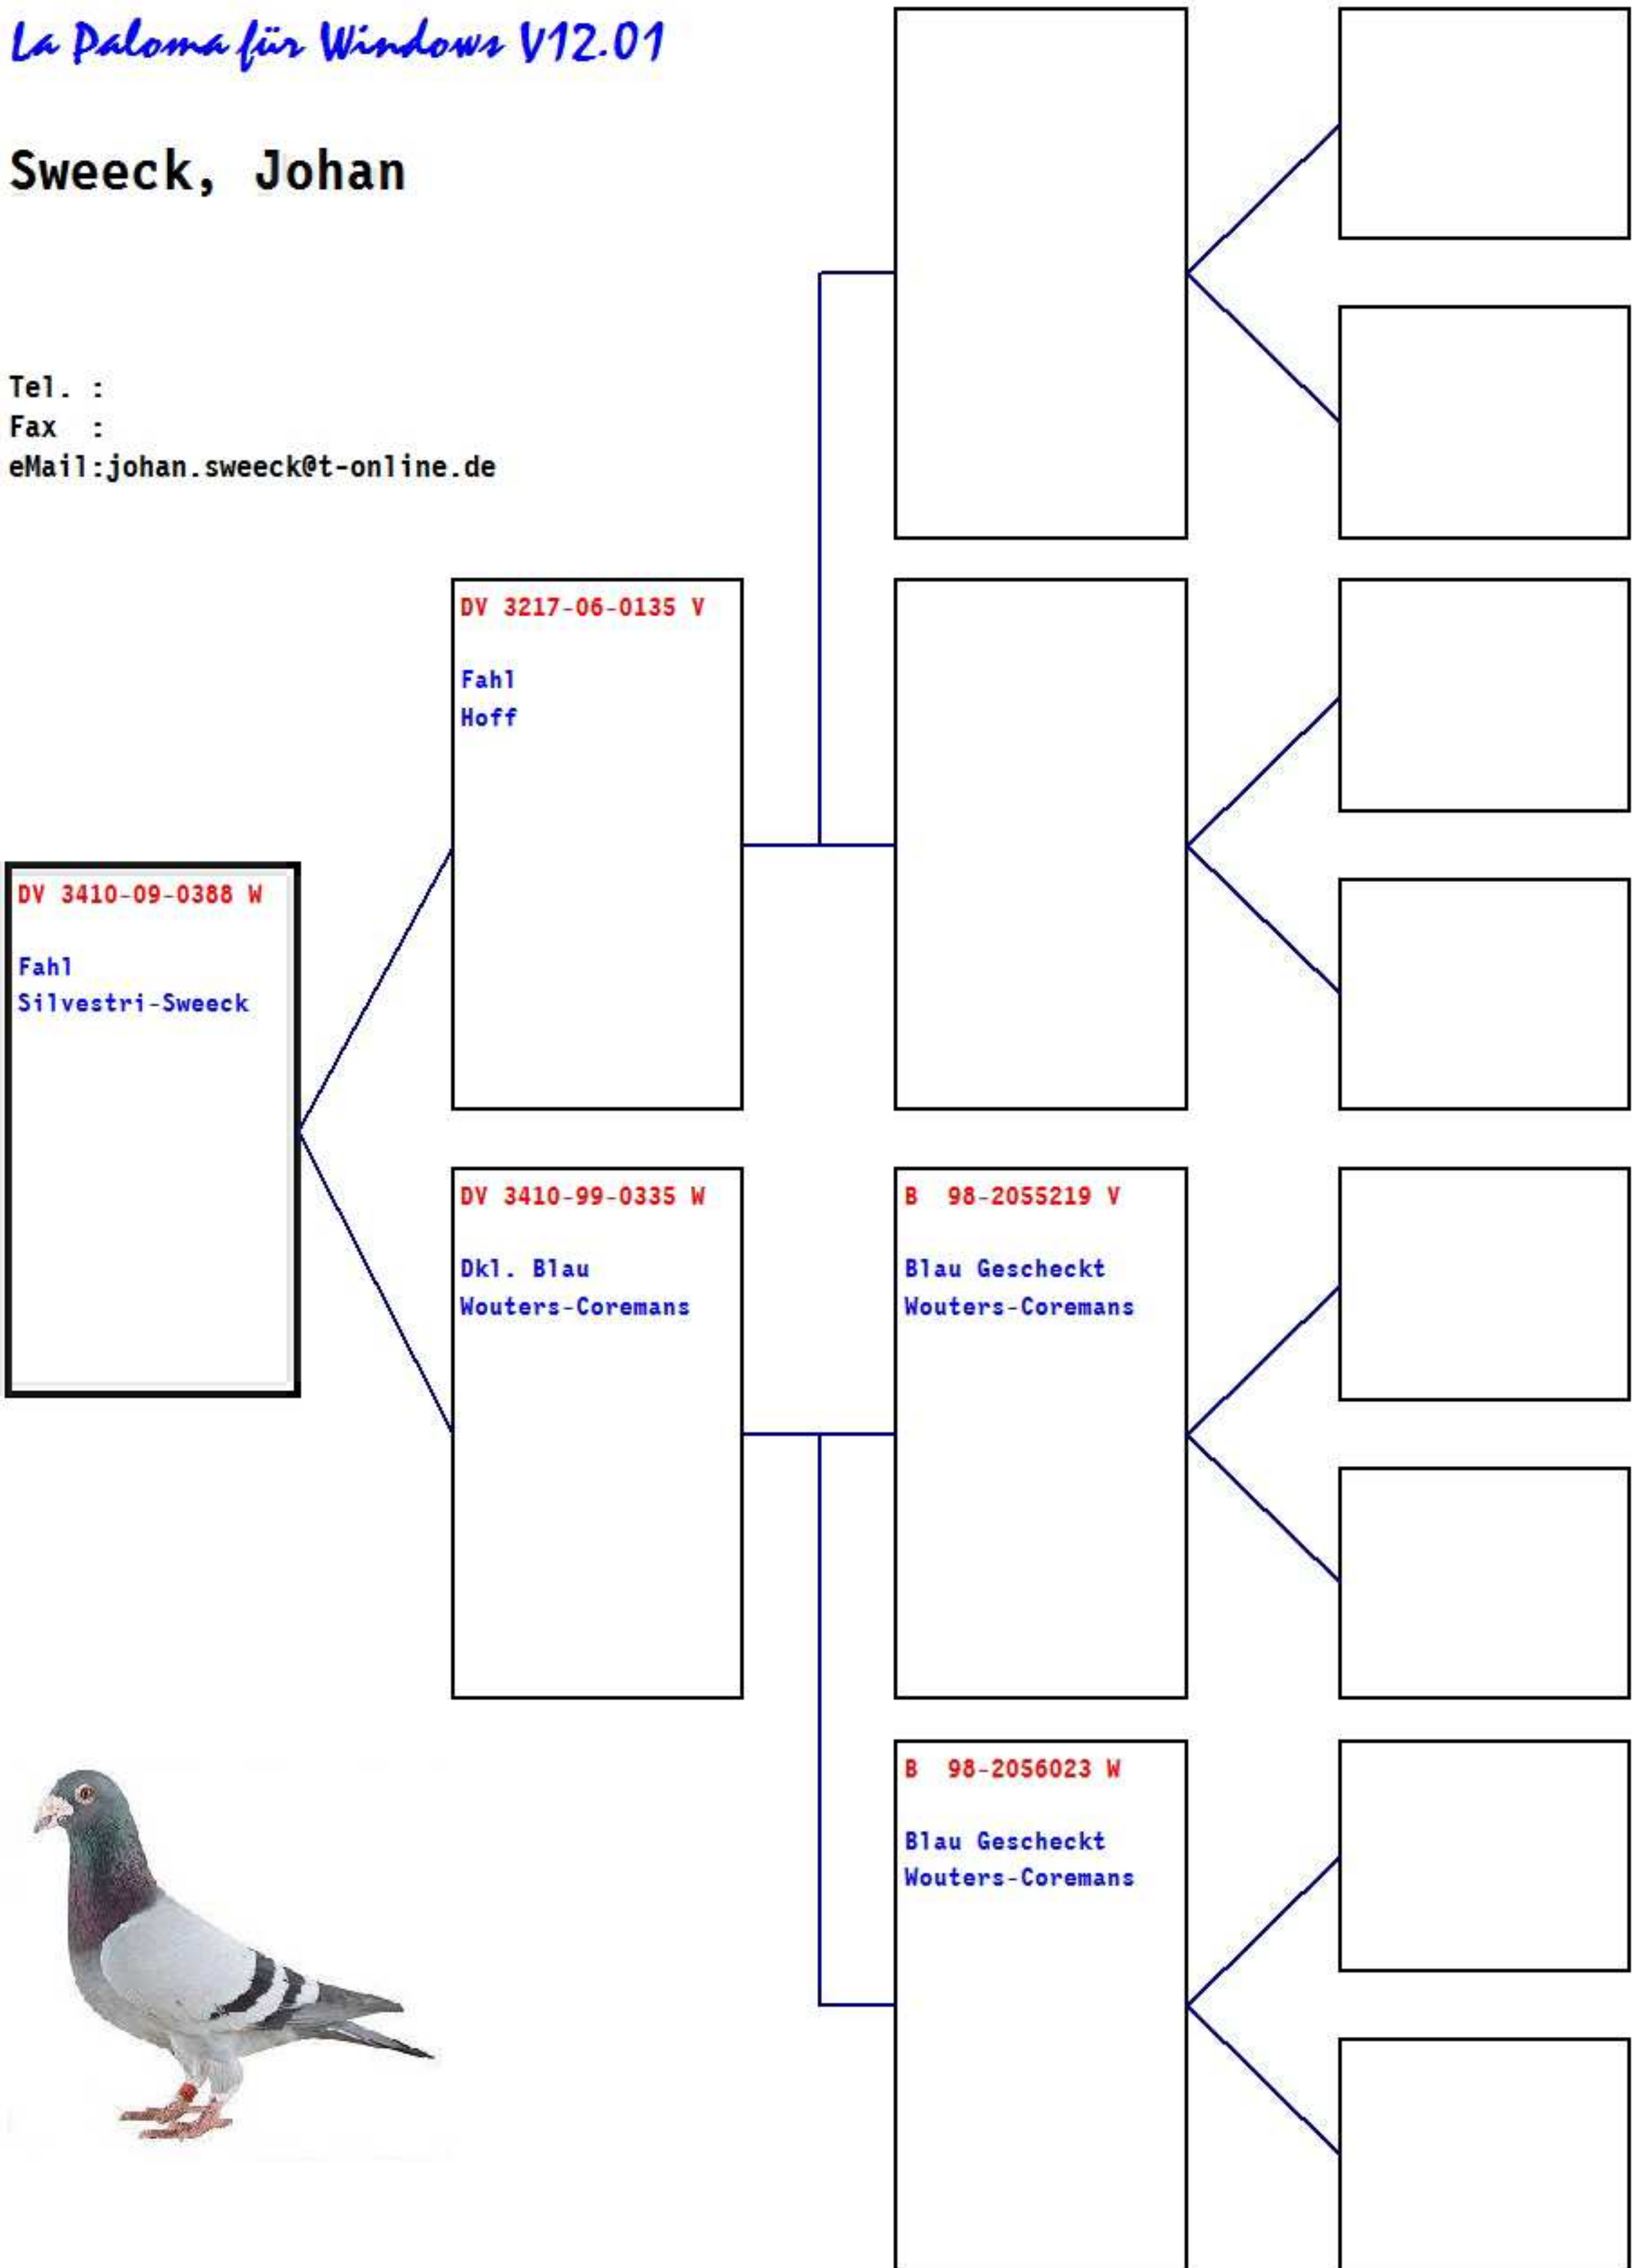 La Paloma für Windows V12.01
Sweeck, Johan
Tel. :
Fax :
eMail:johan.sweeck@t-online.de
DV 3410-09-0388 W
Fahl
Silvestri-Sweeck
DV 3217-06-0135 V
Fahl
Hoff
DV 3410-99-0335 W
Dkl. Blau
Wouters-Coremans
B 98-2055219 V
Blau Gescheckt
Wouters-Coremans
B 98-2056023 W
Blau Gescheckt
Wouters-Coremans